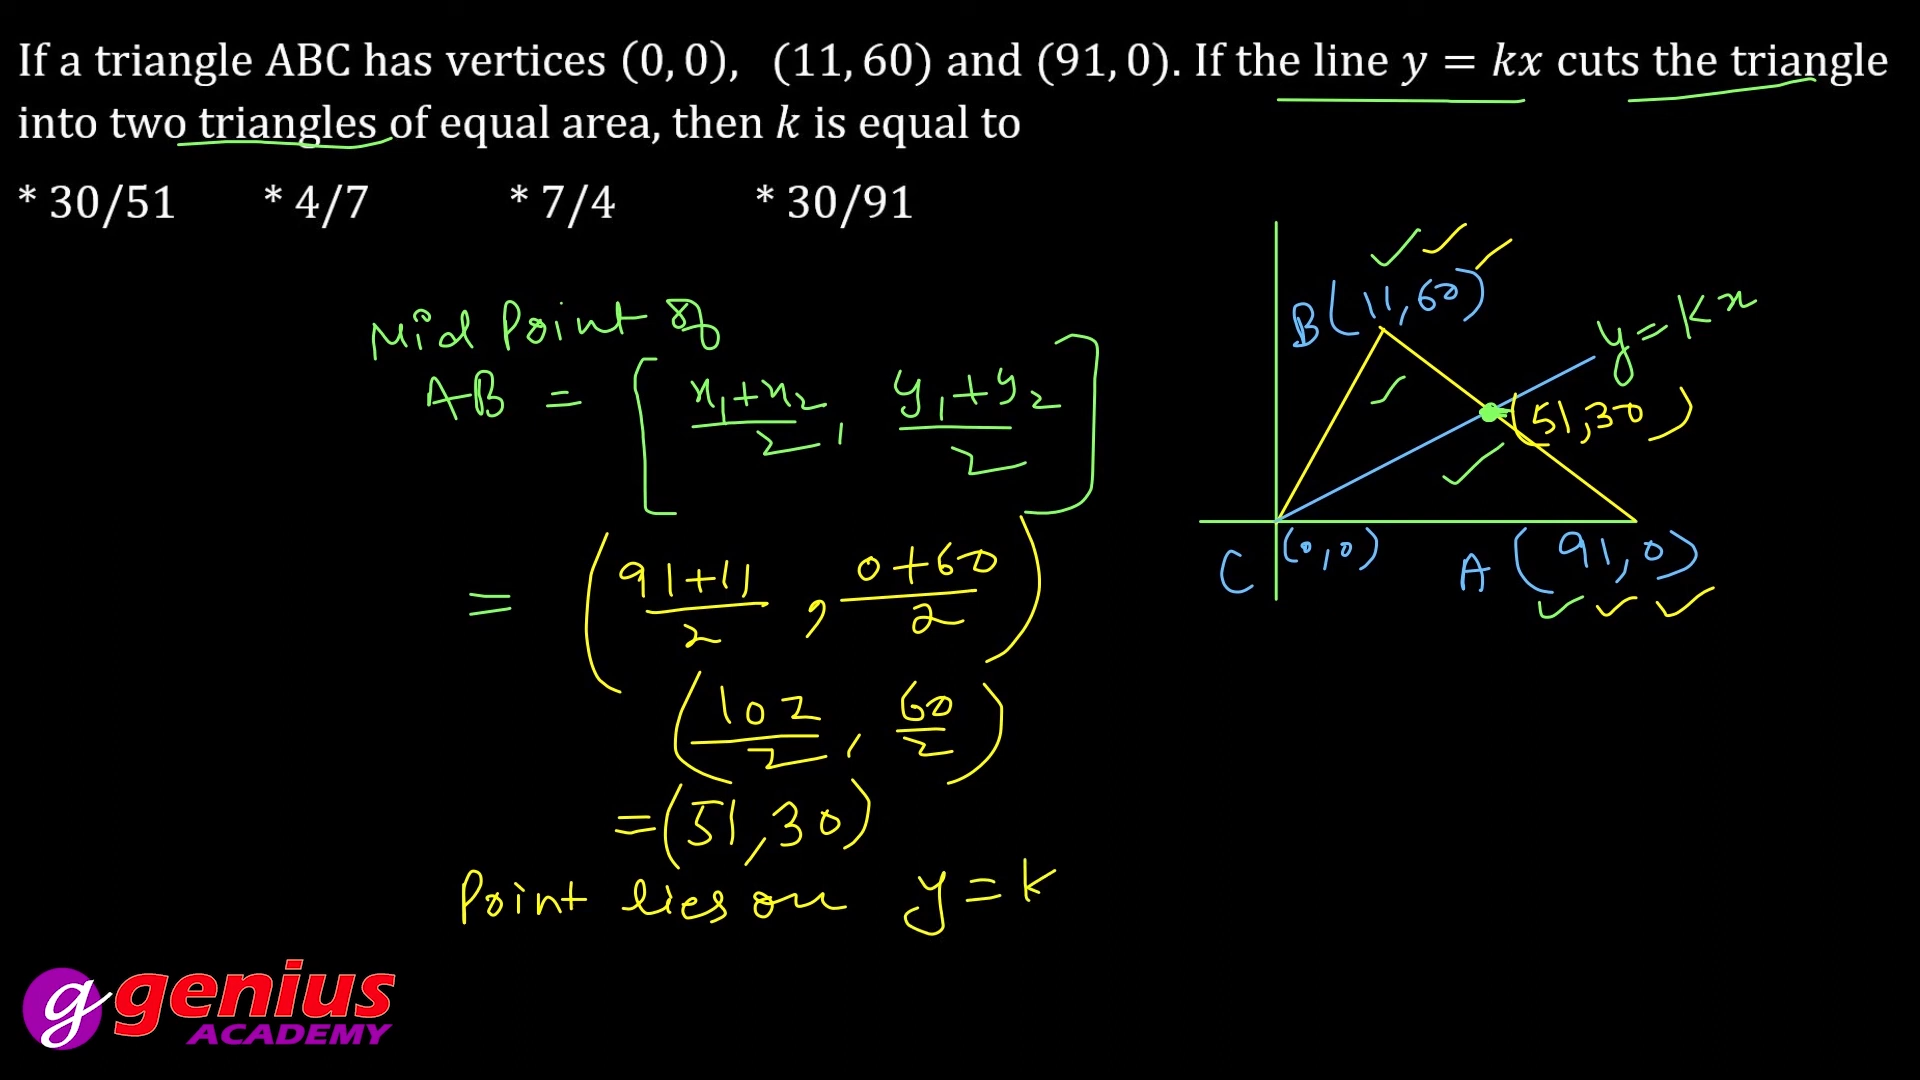 If a triangle ABC has vertices (0, 0), (11, 60) and (91, 0). If the line y = kx cuts the triangle
into two triangles of equal area, then k is equal to
* 30/51 * 4/7 * 7/4 * 30/91
B(11,60)
y=kx
(51,30)
C (0,0) A (91,0)
Mid Point of
AB = [ x₁+x₂/2, y₁+y₂/2 ]
= ( 91+11/2 , 0+60/2 )
( 102/2 , 60/2 )
=(51,30)
Point lies on y=k
g genius
ACADEMY